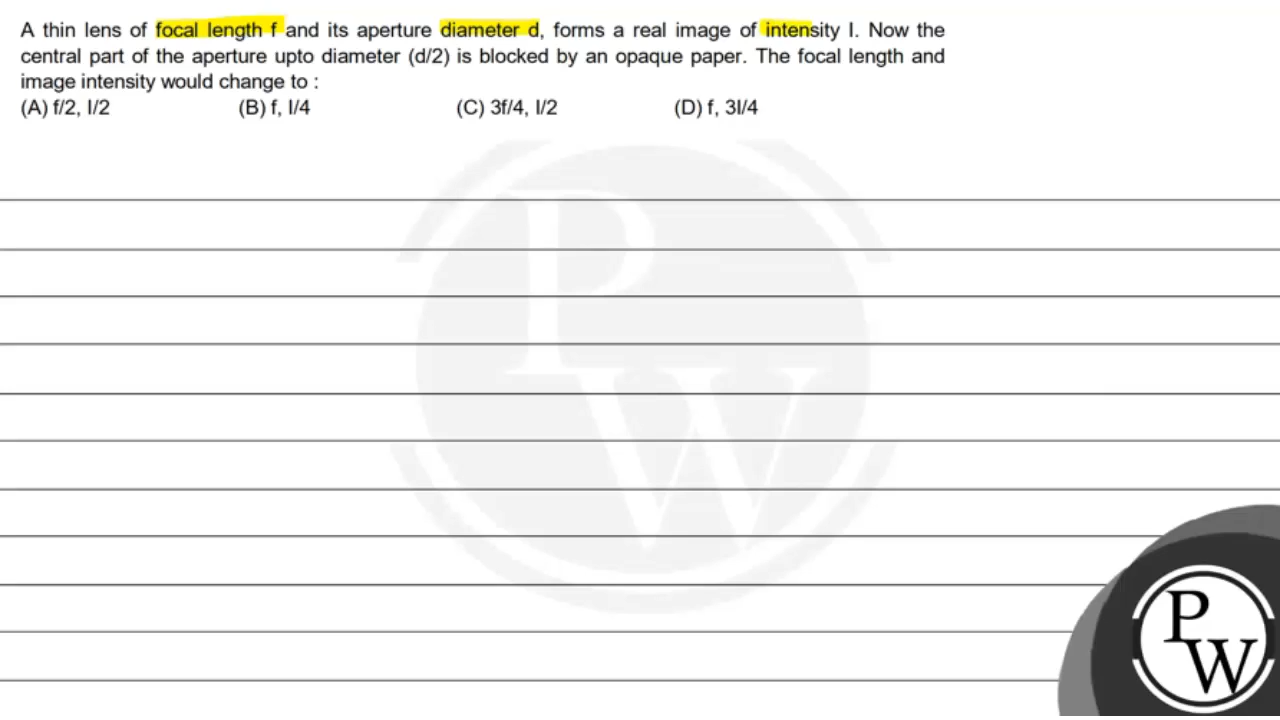 A thin lens of focal length f and its aperture diameter d, forms a real image of intensity I. Now the
central part of the aperture upto diameter (d/2) is blocked by an opaque paper. The focal length and
image intensity would change to :
(A) f/2, I/2 (B) f, I/4 (C) 3f/4, I/2 (D) f, 3I/4
P
W
P
W